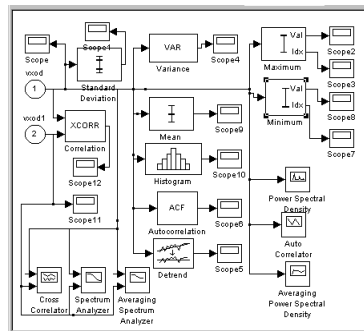 Scope
vxod
1
Scope1
Standard
Deviation
VAR
Variance
Scope4
Val
Idx
Maximum
Scope2
Scope3
vxod1
2
XCORR
Correlation
Scope12
Scope11
Mean
Scope9
Val
Idx
Minimum
Scope8
Scope7
Histogram
Scope10
ACF
Autocorrelation
Scope6
Detrend
Scope5
Power Spectral
Density
Auto
Correlator
Averaging
Power Spectral
Density
Cross
Correlator
Spectrum
Analyzer
Averaging
Spectrum
Analyzer